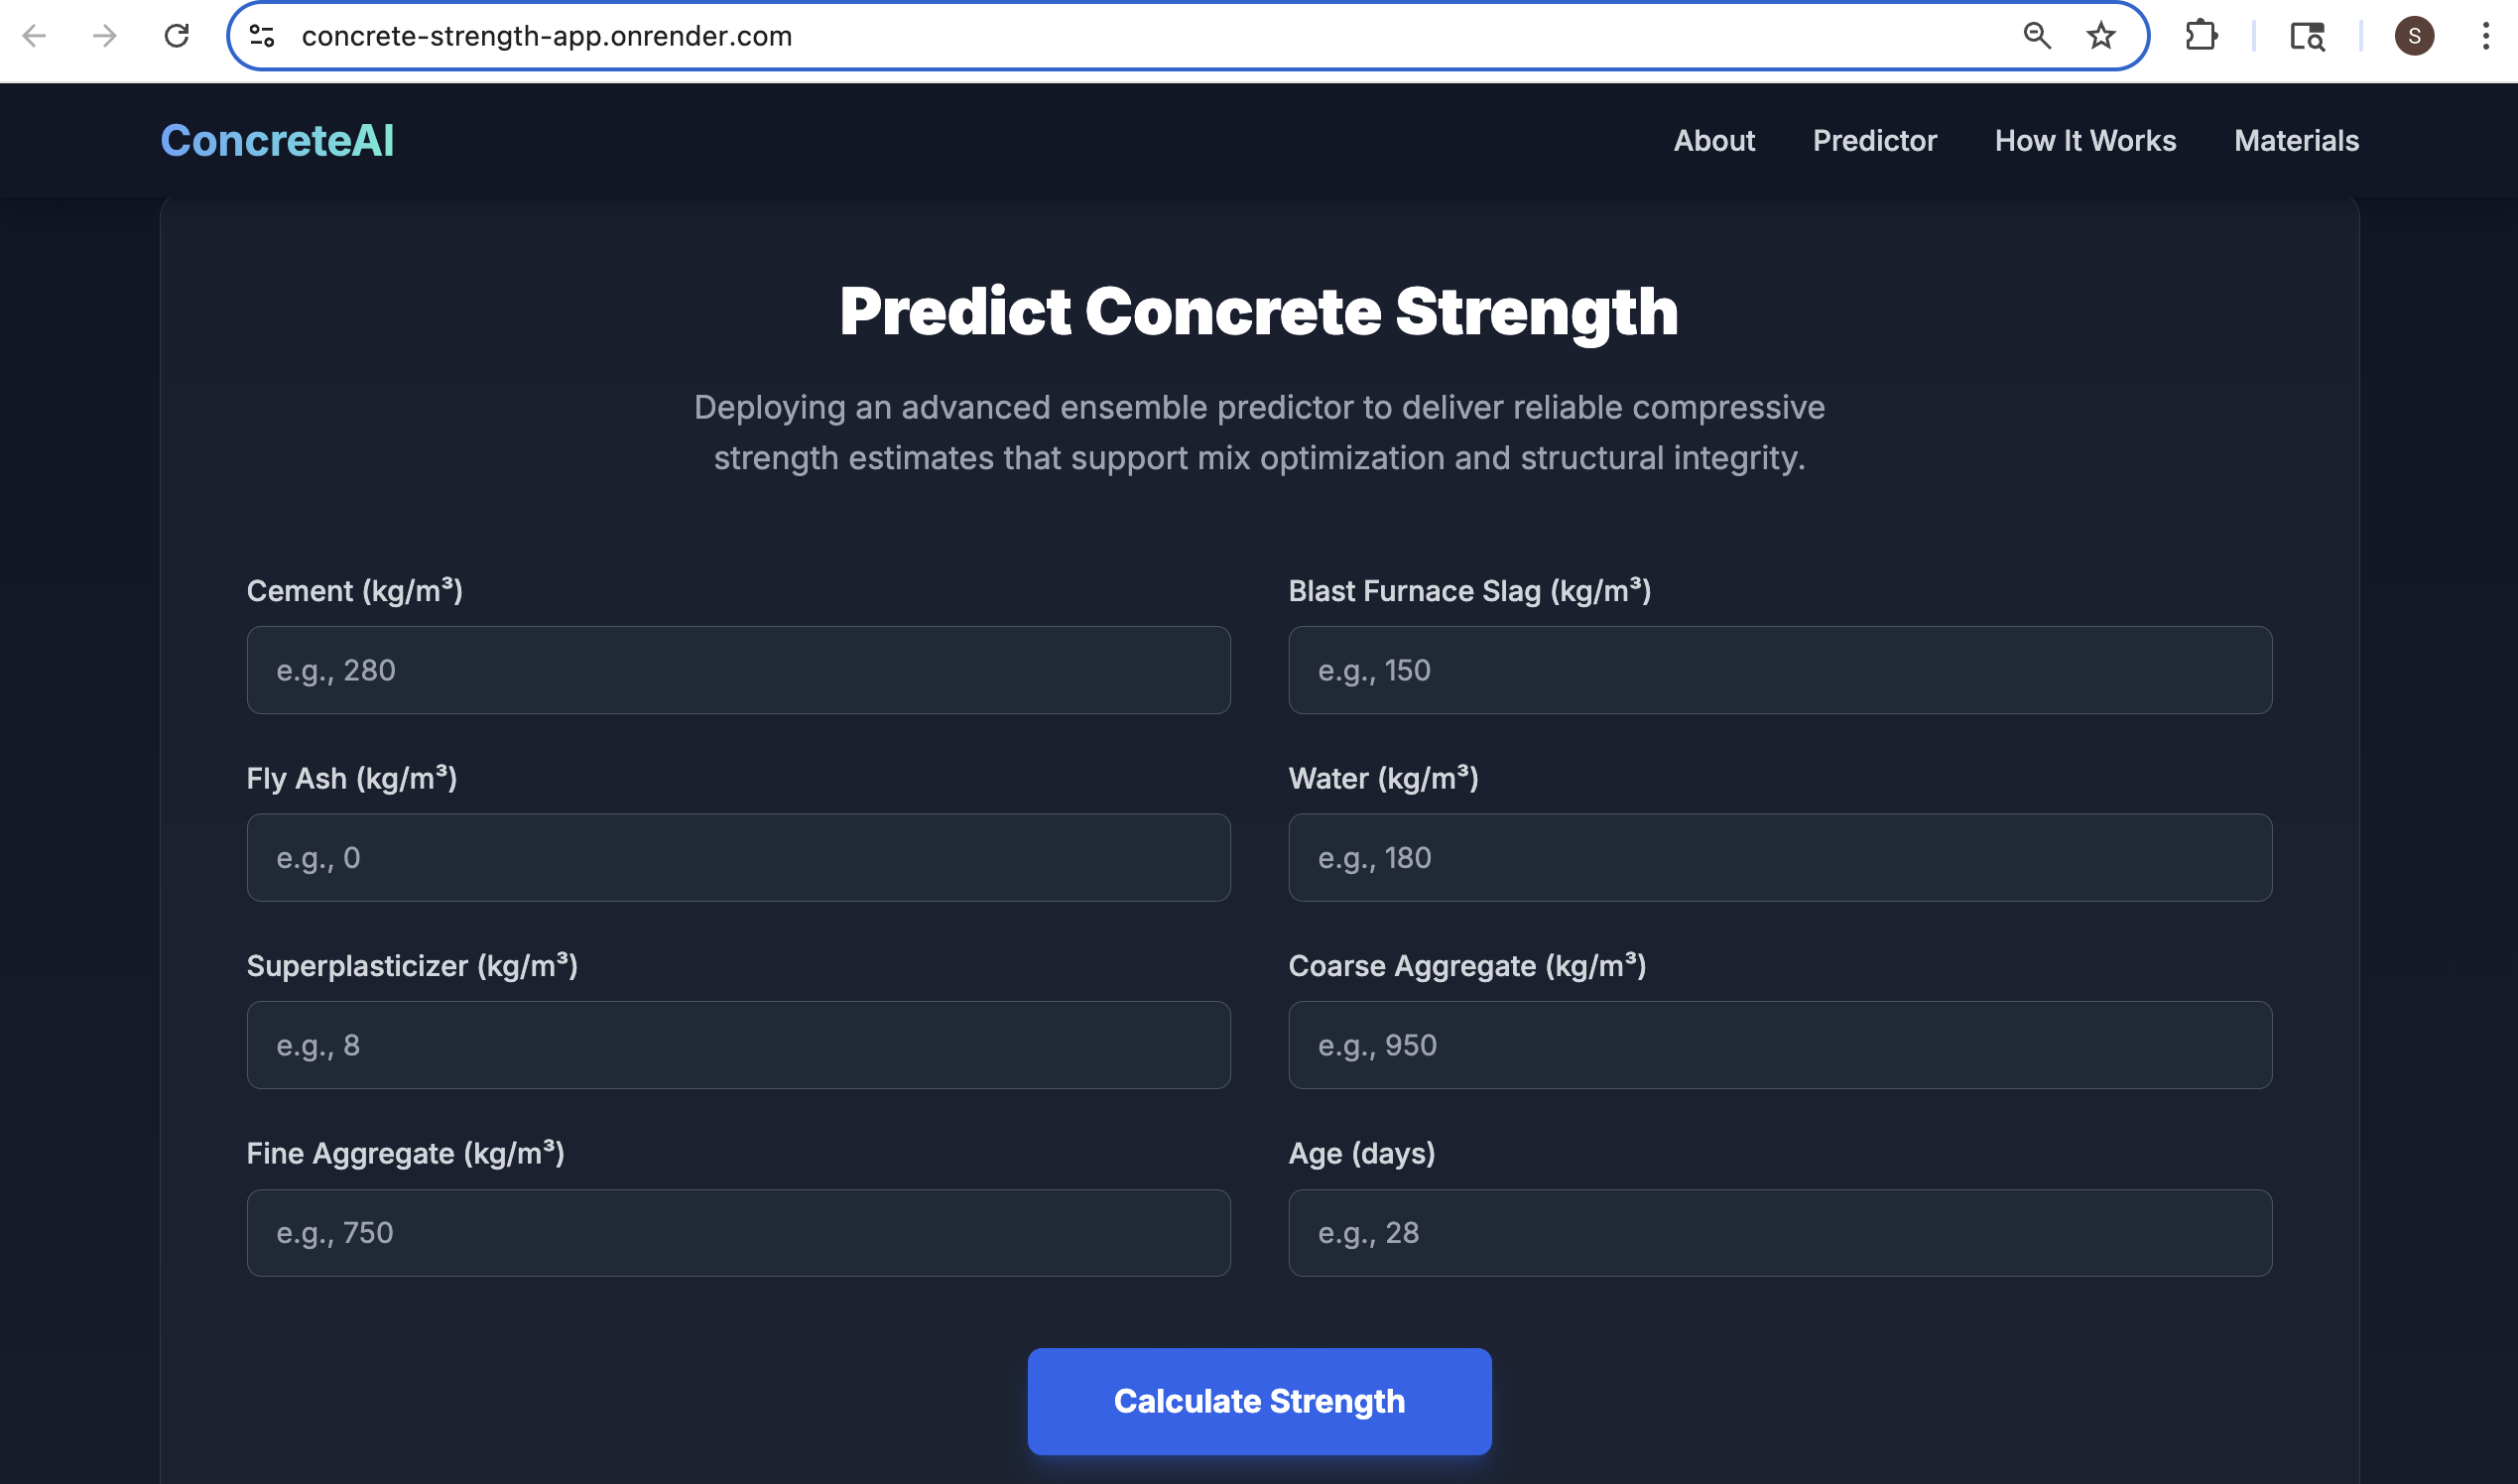 concrete-strength-app.onrender.com
S
ConcreteAI
About
Predictor
How It Works
Materials
Predict Concrete Strength
Deploying an advanced ensemble predictor to deliver reliable compressive
strength estimates that support mix optimization and structural integrity.
Cement (kg/m³)
Blast Furnace Slag (kg/m³)
e.g., 280
e.g., 150
Fly Ash (kg/m³)
Water (kg/m³)
e.g., 0
e.g., 180
Superplasticizer (kg/m³)
Coarse Aggregate (kg/m³)
e.g., 8
e.g., 950
Fine Aggregate (kg/m³)
Age (days)
e.g., 750
e.g., 28
Calculate Strength